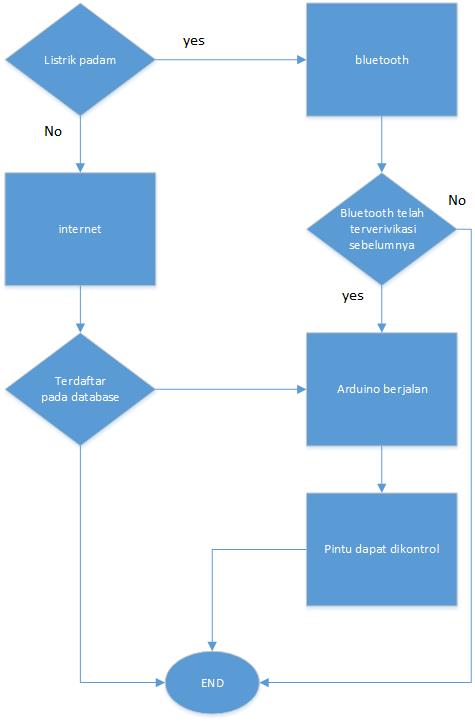 Listrik padam
yes
bluetooth
No
internet
Bluetooth telah
terverivikasi
sebelumnya
No
yes
Terdaftar
pada database
Arduino berjalan
Pintu dapat dikontrol
END